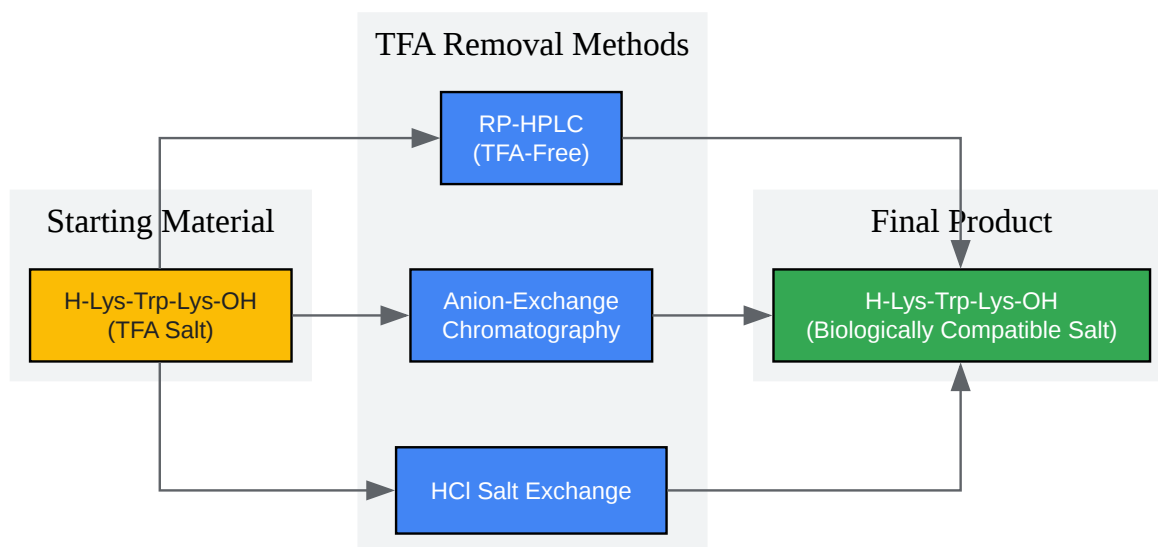 TFA Removal Methods
RP-HPLC
(TFA-Free)
Starting Material
H-Lys-Trp-Lys-OH
(TFA Salt)
Anion-Exchange
Chromatography
Final Product
H-Lys-Trp-Lys-OH
(Biologically Compatible Salt)
HCl Salt Exchange